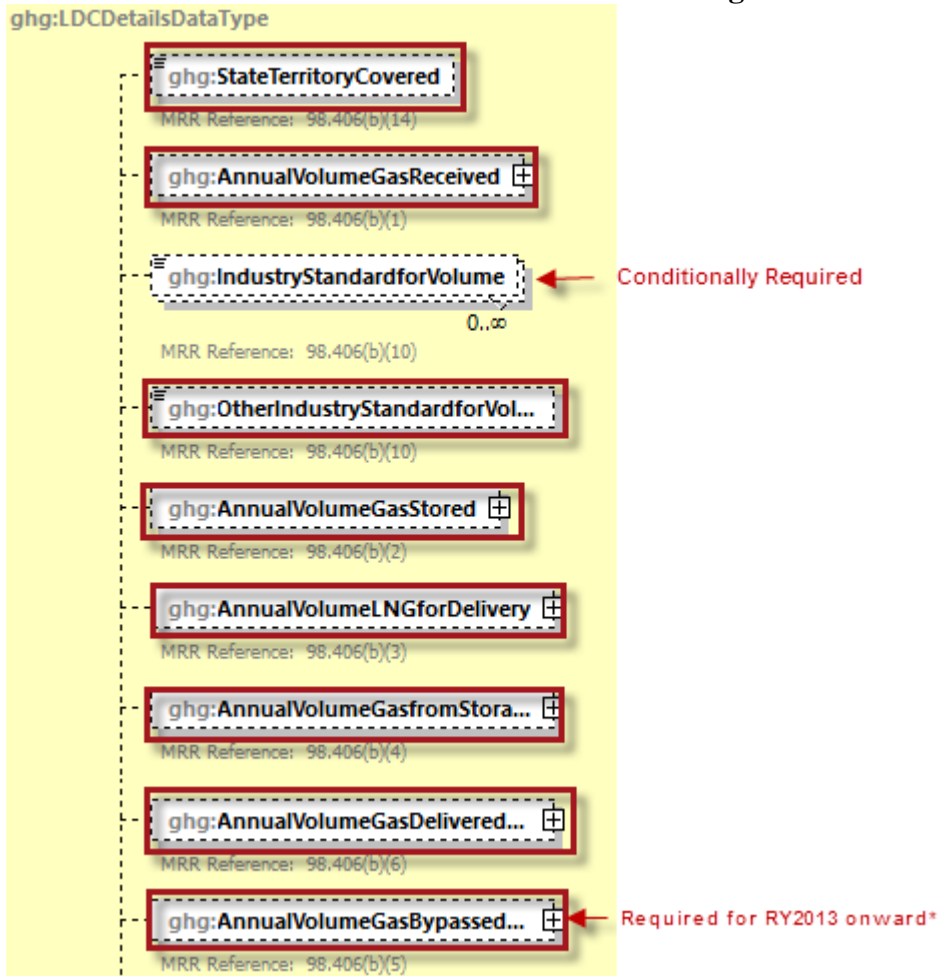 ghg:LDCDetailsDataType
ghg:StateTerritoryCovered
MRR Reference: 98.406(b)(14)
ghg:AnnualVolumeGasReceived
MRR Reference: 98.406(b)(1)
ghg:IndustryStandardforVolume
Conditionally Required
0..∞
MRR Reference: 98.406(b)(10)
ghg:OtherIndustryStandardforVol...
MRR Reference: 98.406(b)(10)
ghg:AnnualVolumeGasStored
MRR Reference: 98.406(b)(2)
ghg:AnnualVolumeLNGforDelivery
MRR Reference: 98.406(b)(3)
ghg:AnnualVolumeGasfromStora...
MRR Reference: 98.406(b)(4)
ghg:AnnualVolumeGasDelivered...
MRR Reference: 98.406(b)(6)
ghg:AnnualVolumeGasBypassed...
Required for RY2013 onward*
MRR Reference: 98.406(b)(5)